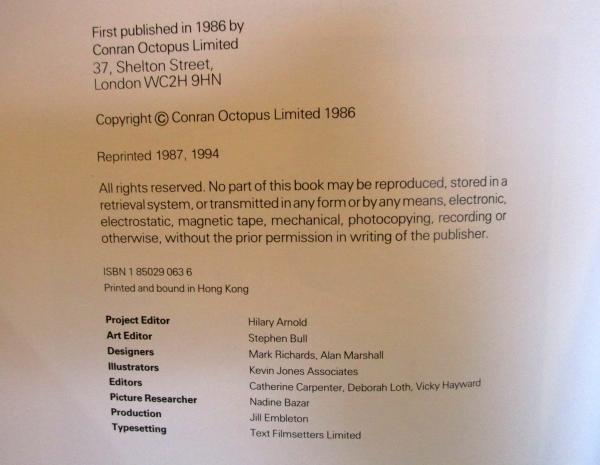 First published in 1986 by
Conran Octopus Limited
37, Shelton Street,
London WC2H 9HN
Copyright © Conran Octopus Limited 1986
Reprinted 1987, 1994
All rights reserved. No part of this book may be reproduced, stored in a
retrieval system, or transmitted in any form or by any means, electronic,
electrostatic, magnetic tape, mechanical, photocopying, recording or
otherwise, without the prior permission in writing of the publisher.
ISBN 1 85029 063 6
Printed and bound in Hong Kong
Project Editor Hilary Arnold
Art Editor Stephen Bull
Designers Mark Richards, Alan Marshall
Illustrators Kevin Jones Associates
Editors Catherine Carpenter, Deborah Loth, Vicky Hayward
Picture Researcher Nadine Bazar
Production Jill Embleton
Typesetting Text Filmsetters Limited